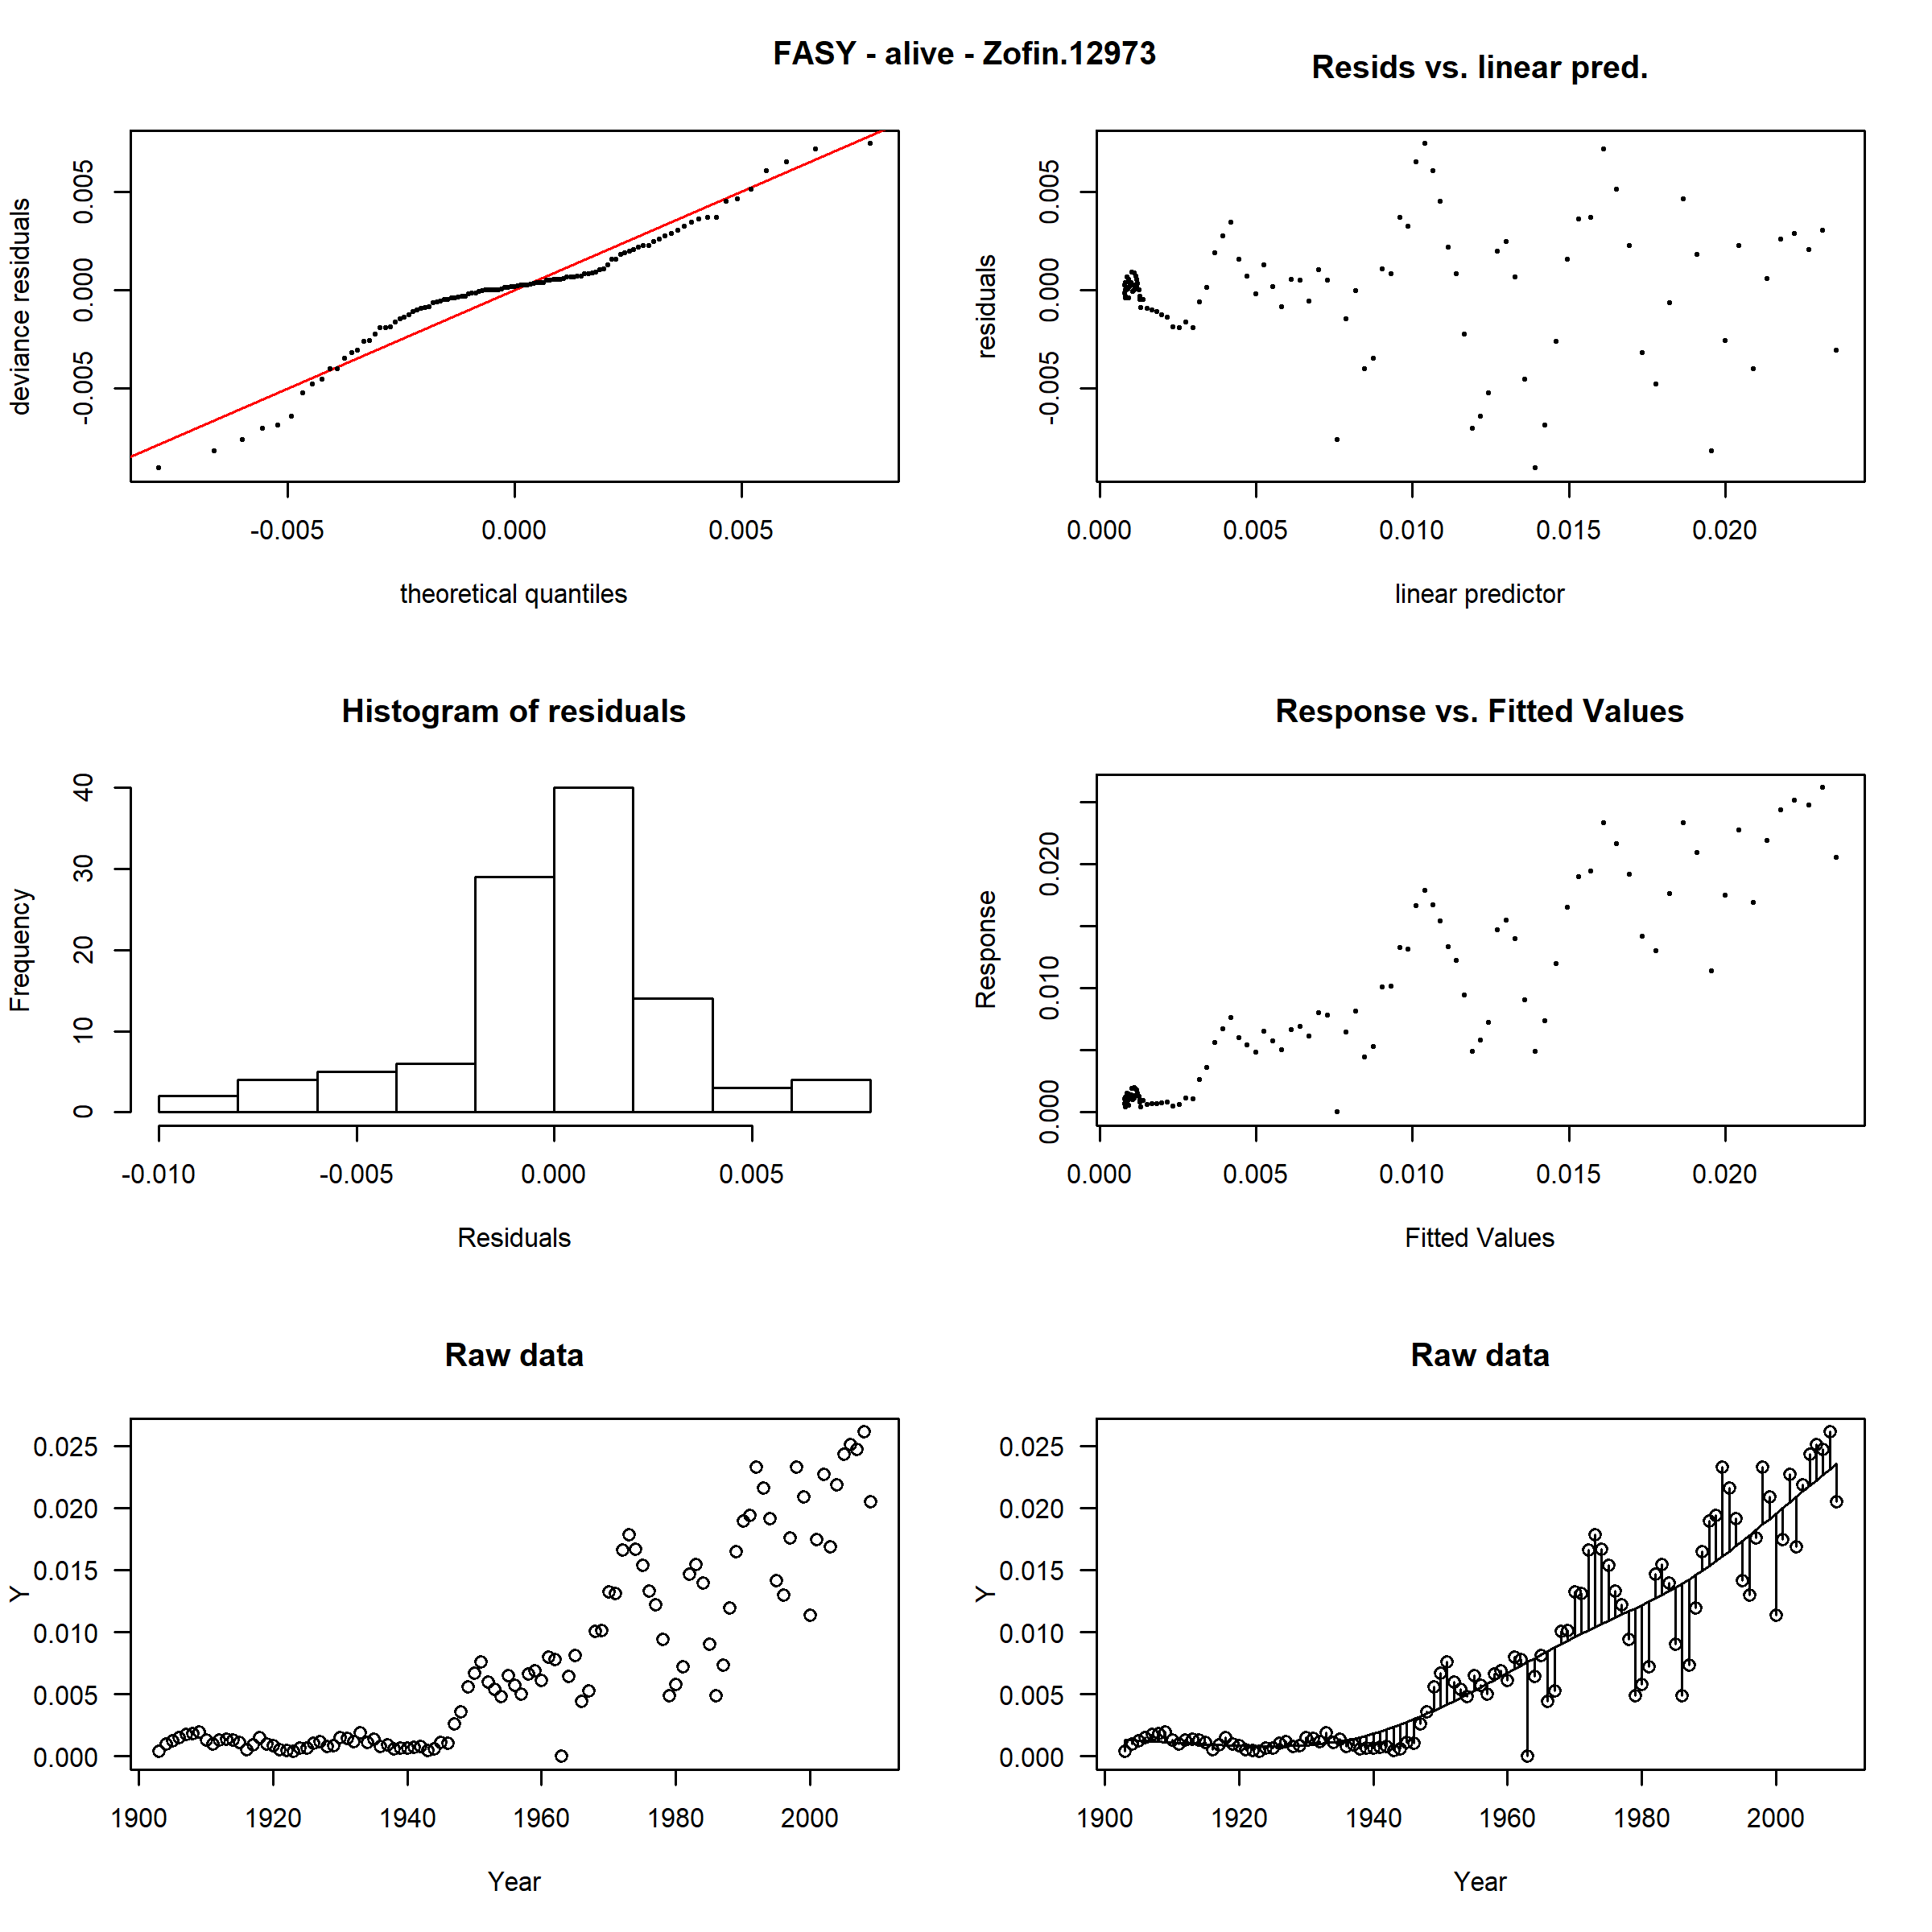 FASY - alive - Zofin.12973
Resids vs. linear pred.
deviance residuals
0.005
0.000
-0.005
-0.005 0.000 0.005
theoretical quantiles
residuals
0.005
0.000
-0.005
0.000 0.005 0.010 0.015 0.020
linear predictor
Histogram of residuals
Frequency
40
30
20
10
0
-0.010 -0.005 0.000 0.005
Residuals
Response vs. Fitted Values
Response
0.020
0.010
0.000
0.000 0.005 0.010 0.015 0.020
Fitted Values
Raw data
Y
0.025
0.020
0.015
0.010
0.005
0.000
1900 1920 1940 1960 1980 2000
Year
Raw data
Y
0.025
0.020
0.015
0.010
0.005
0.000
1900 1920 1940 1960 1980 2000
Year